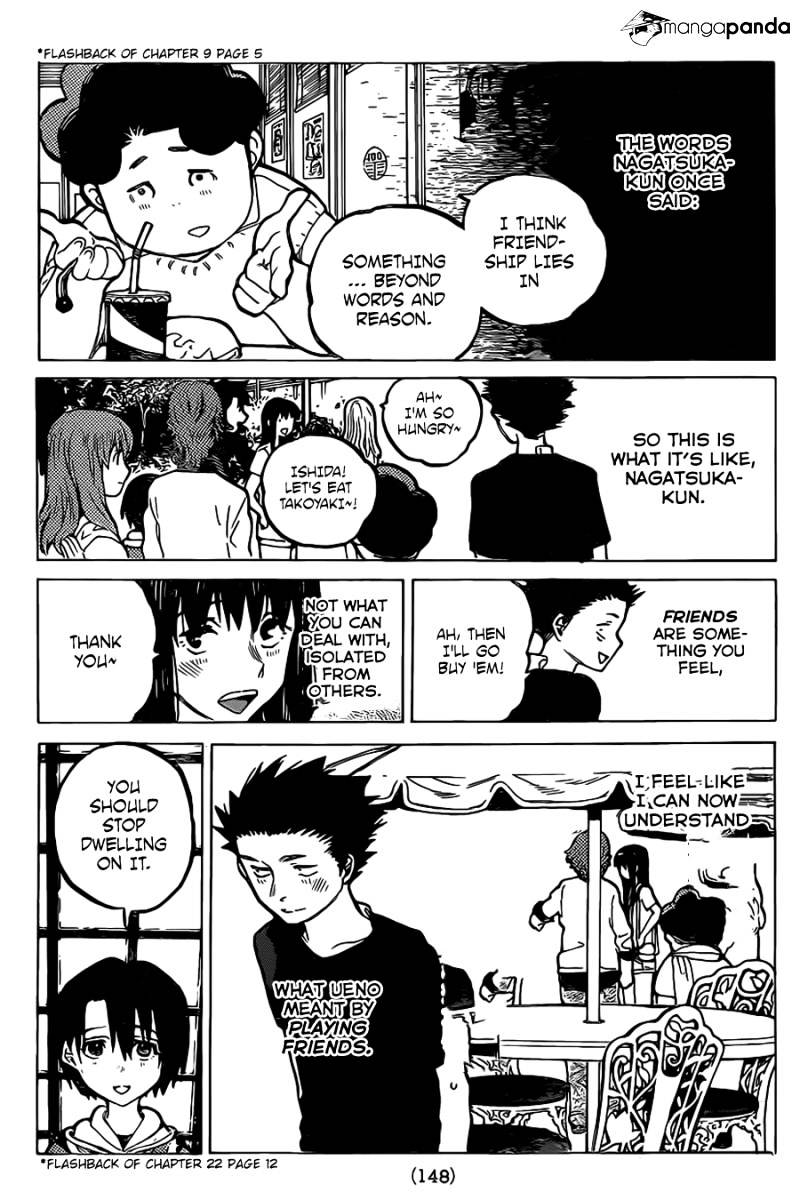 mangapanda
*FLASHBACK OF CHAPTER 9 PAGE 5
THE WORDS
NAGATSUKA-
KUN ONCE
SAID:
I THINK
FRIEND-
SHIP LIES
IN
SOMETHING
... BEYOND
WORDS AND
REASON.
SO THIS IS
WHAT IT'S LIKE,
NAGATSUKA-
KUN.
AH~
I'M SO
HUNGRY~
ISHIDA!
LET'S EAT
TAKOYAKI~!
FRIENDS
ARE SOME-
THING YOU
FEEL,
AH, THEN
I'LL GO
BUY 'EM!
NOT WHAT
YOU CAN
DEAL WITH,
ISOLATED
FROM
OTHERS.
THANK
YOU~
I FEEL LIKE
I CAN NOW
UNDERSTAND
WHAT UENO
MEANT BY
PLAYING
FRIENDS.
YOU
SHOULD
STOP
DWELLING
ON IT.
*FLASHBACK OF CHAPTER 22 PAGE 12
(148)